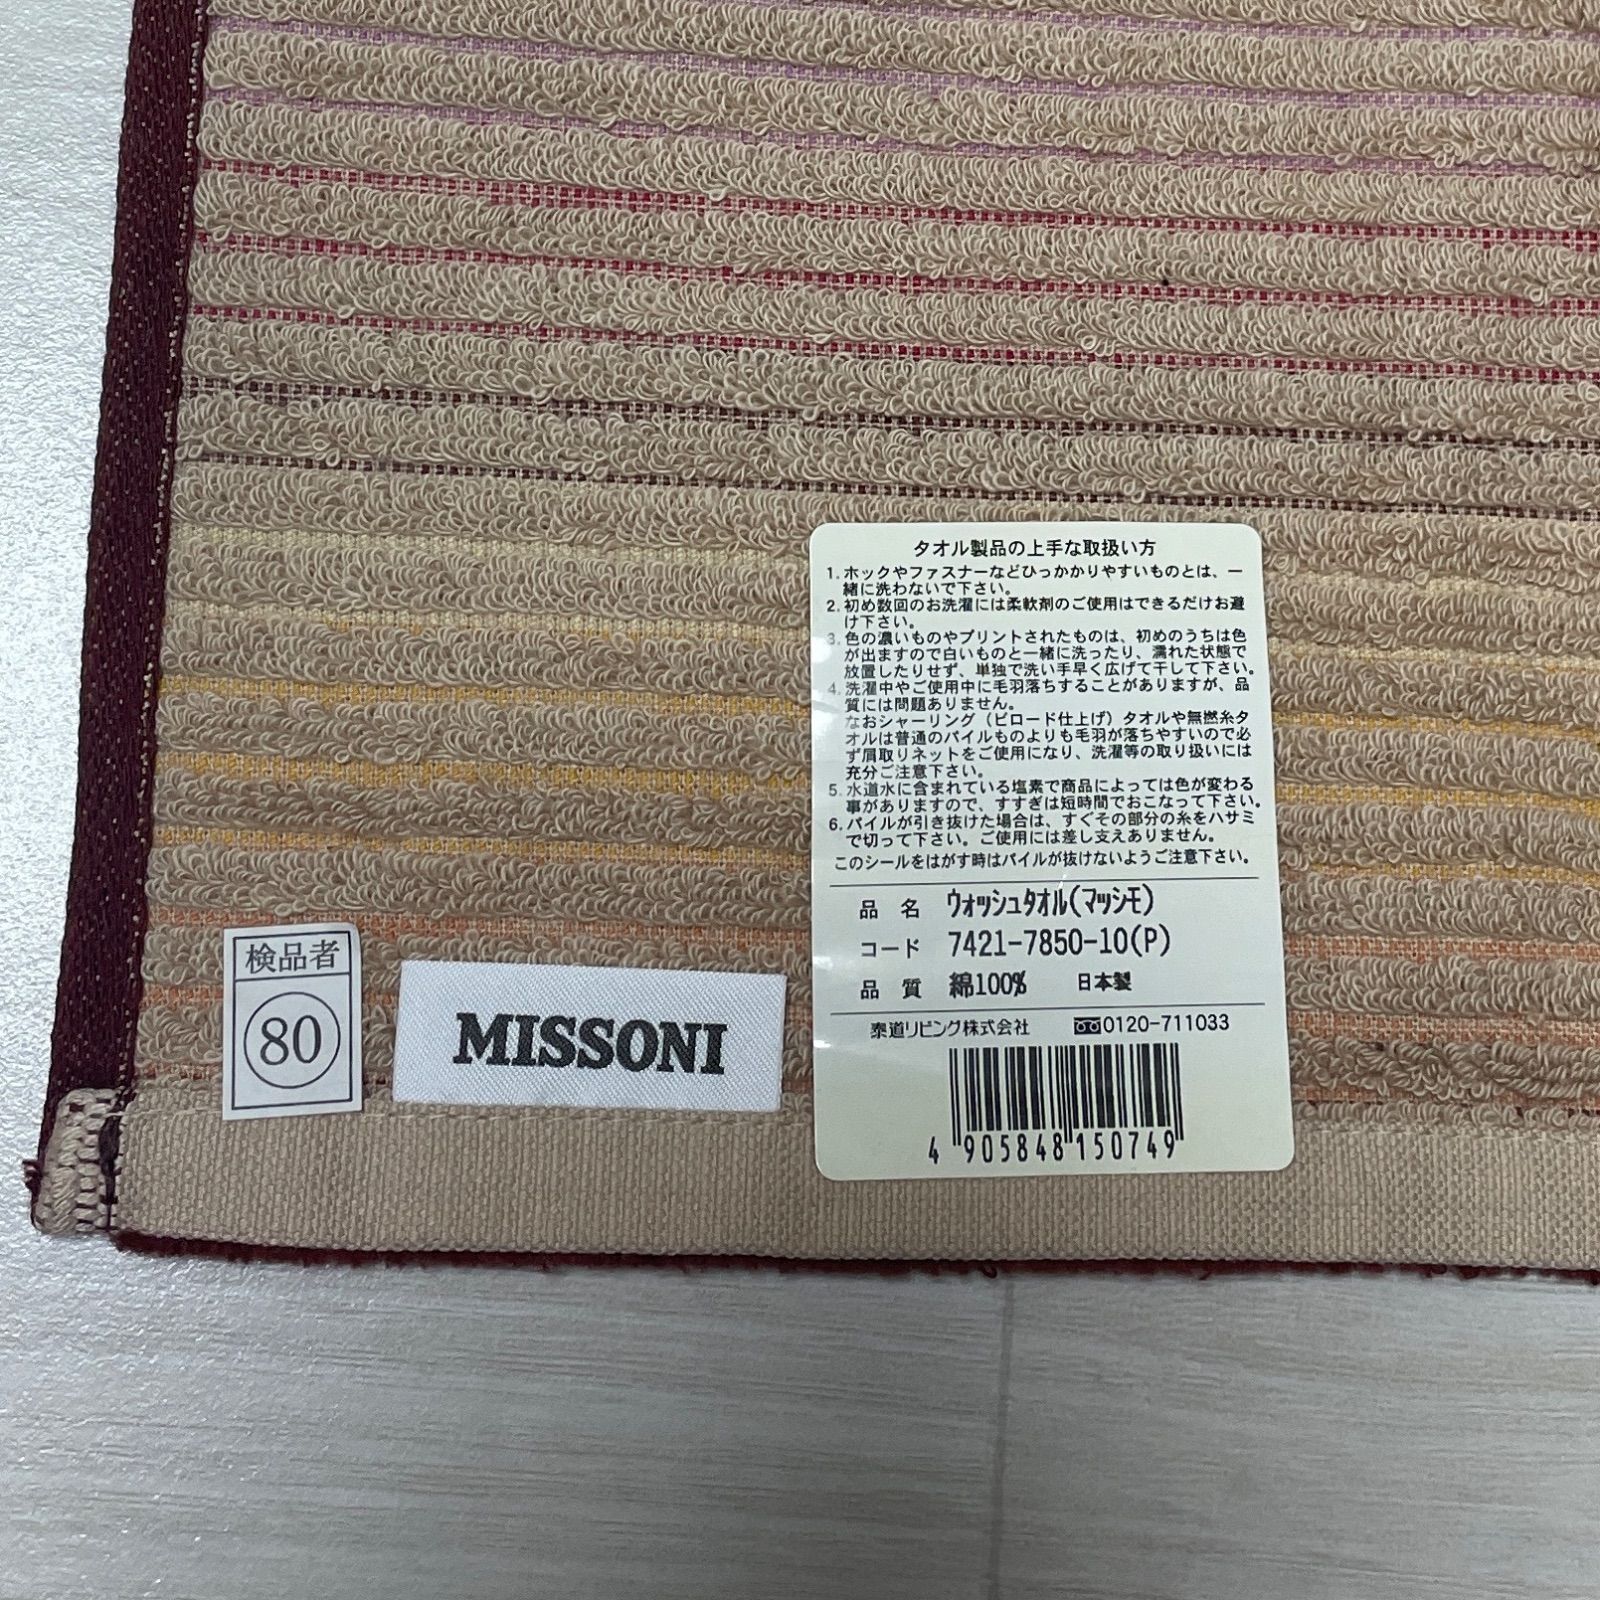 タオル製品の上手な取扱い方
1. ホックやファスナーなどひっかかりやすいものとは、一
緒に洗わないで下さい。
2. 初め数回のお洗濯には柔軟剤のご使用はできるだけお避
け下さい。
3. 色の濃いものやプリントされたものは、初めのうちは色
が出ますので白いものと一緒に洗ったり、濡れた状態で
放置したりせず、単独で洗い手早く広げて干して下さい。
4. 洗濯中やご使用中に毛羽落ちすることがありますが、品
質には問題ありません。
なおシャーリング（ビロード仕上げ）タオルや無撚糸タ
オルは普通のパイルものよりも毛羽が落ちやすいので必
ず屑取りネットをご使用になり、洗濯等の取り扱いには
充分ご注意下さい。
5. 水道水に含まれている塩素で商品によっては色が変わる
事がありますので、すすぎは短時間でおこなって下さい。
6. パイルが引き抜けた場合は、すぐその部分の糸をハサミ
で切って下さい。ご使用には差し支えありません。
このシールをはがす時はパイルが抜けないようご注意下さい。
品 名 ウォッシュタオル(マッシモ)
コード 7421-7850-10(P)
品 質 綿100% 日本製
泰道リビング株式会社 0120-711033
4 905848 150749
検品者
80
MISSONI